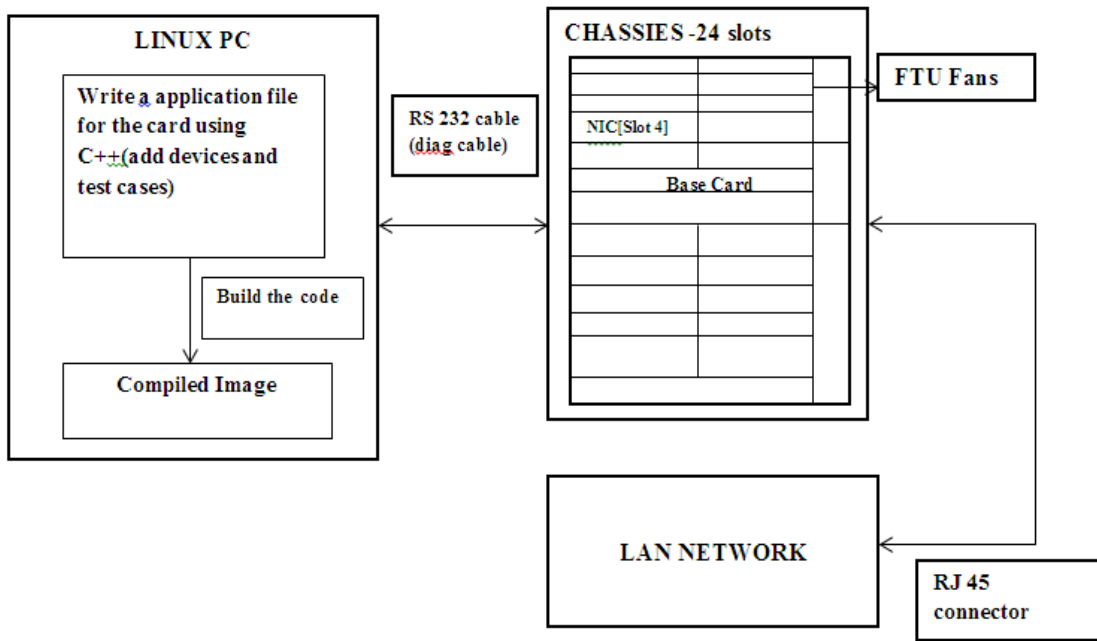 LINUX PC
Write a application file
for the card using
C++(add devices and
test cases)
Build the code
Compiled Image
RS 232 cable
(diag cable)
CHASSIES -24 slots
NIC[Slot 4]
Base Card
FTU Fans
LAN NETWORK
RJ 45
connector